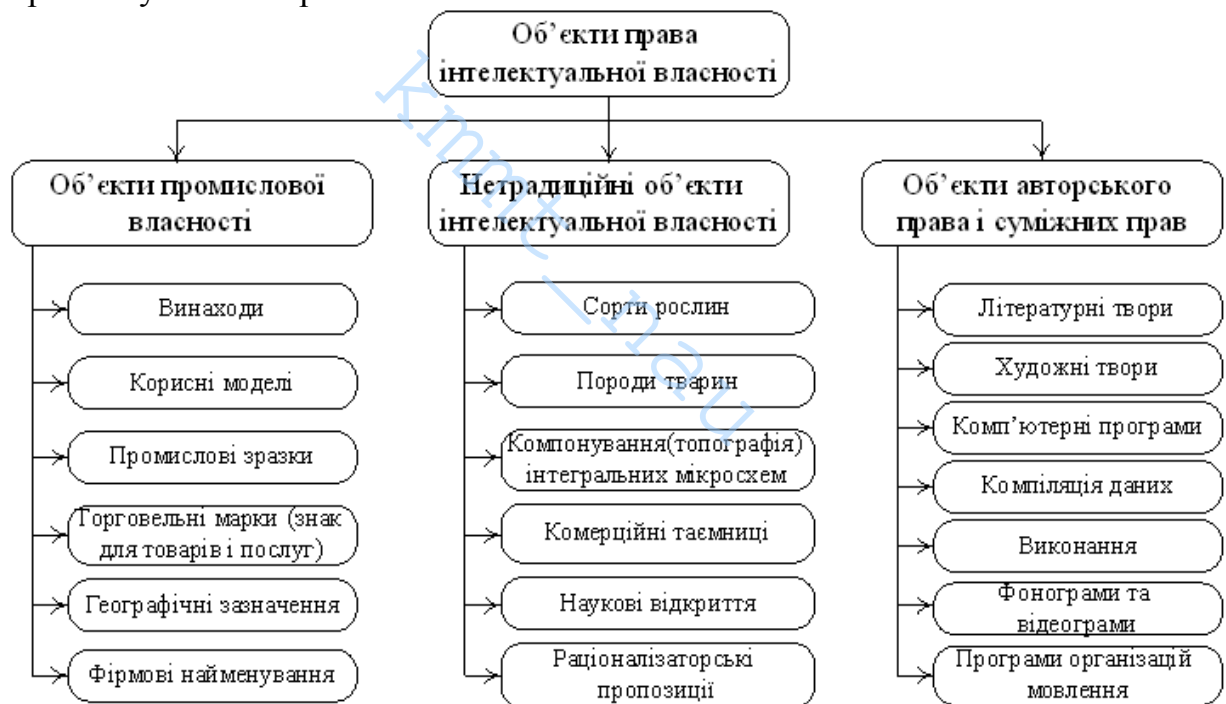 Об’єкти права
інтелектуальної власності
Об’єкти промислової
власності
Нетрадиційні об’єкти
інтелектуальної власності
Об’єкти авторського
права і суміжних прав
Винаходи
Корисні моделі
Промислові зразки
Торговельні марки (знак
для товарів і послуг)
Географічні зазначення
Фірмові найменування
Сорти рослин
Породи тварин
Компонування(топографія)
інтегральних мікросхем
Комерційні таємниці
Наукові відкриття
Раціоналізаторські
пропозиції
Літературні твори
Художні твори
Комп’ютерні програми
Компіляція даних
Виконання
Фонограми та
відеограми
Програми організацій
мовлення
kmmt_nau